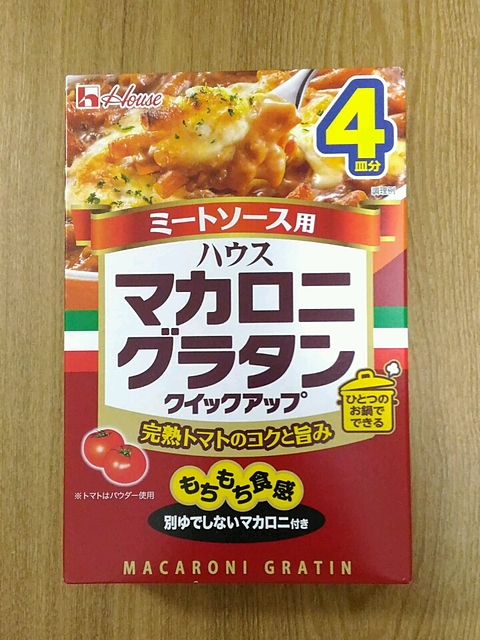 House
4
皿分
調理例
ミートソース用
ハウス
マカロニ
グラタン
クイックアップ
ひとつの
お鍋で
できる
完熟トマトのコクと旨み
※トマトはパウダー使用
もちもち食感
別ゆでしないマカロニ付き
MACARONI GRATIN